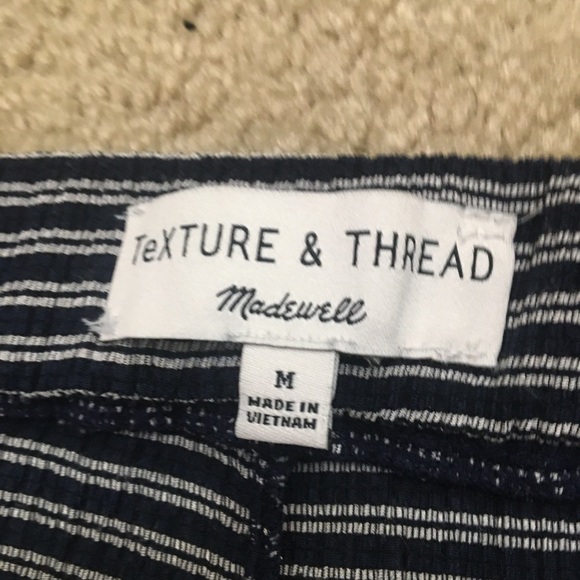 TeXTURE & THREAD
Madewell
M
MADE IN
VIETNAM